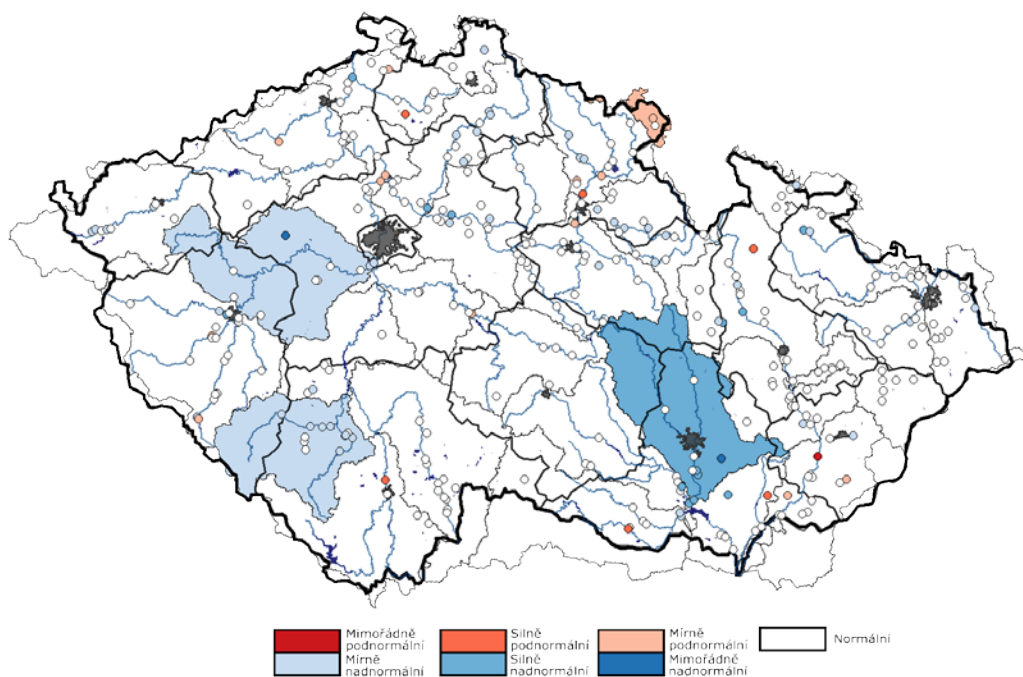 Mimořádně
podnormální
Silně
podnormální
Mírně
podnormální
Normální
Mírně
nadnormální
Silně
nadnormální
Mimořádně
nadnormální